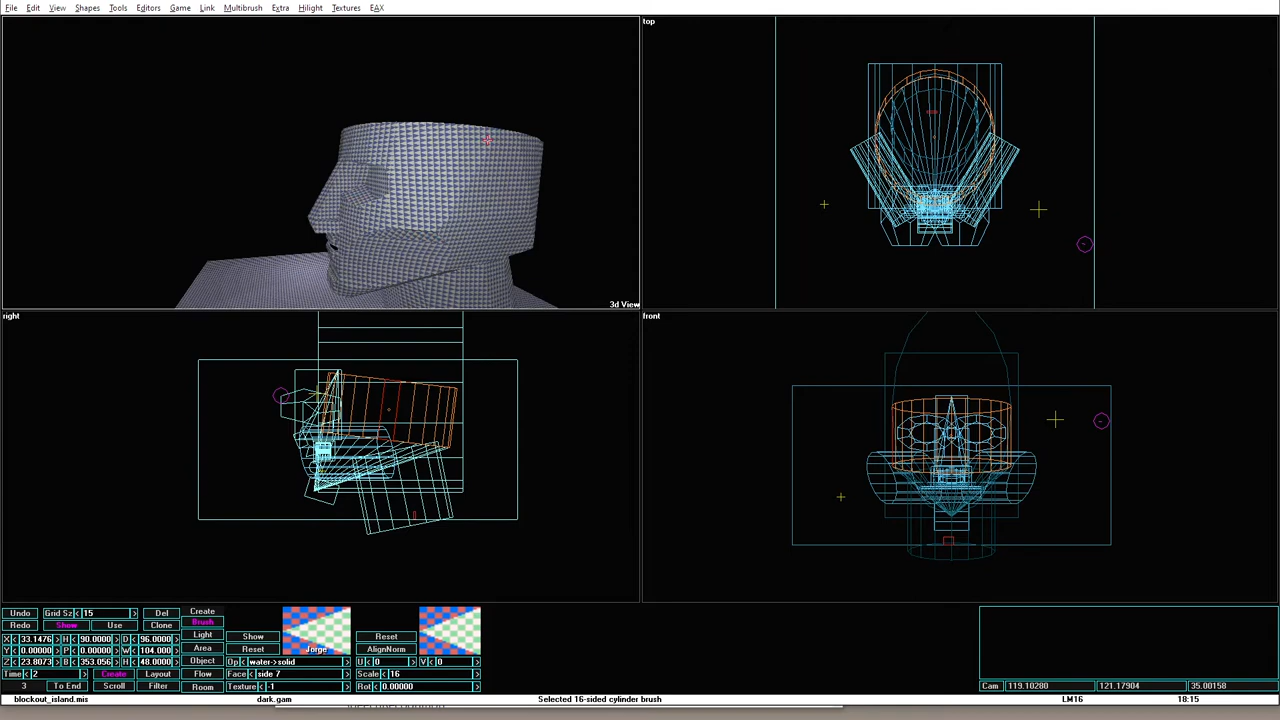 File Edit View Shapes Tools Editors Game Link Multibrush Extra Hilight Textures EAX
top
3d View
right
front
Undo Grid Sz < 15 > Del Create
Redo Show Use Clone Brush
X < 33.1476 > H < 90.0000 > D < 96.0000 > Light Show Reset
Y < 0.0000 > P < 0.0000 > W < 104.000 > Area Reset Jorge AlignNorm
Z < 23.8073 > B < 353.056 > H < 48.0000 > Object Op < water->solid > U < 0 > V < 0 >
Time < 2 > Create Layout Flow Face < side 7 > Scale < 16 >
3 To End Scroll Filter Room Texture < -1 > Rot < 0.00000 > Cam 119.10280 121.17904 35.00158
blockout_island.mis dark.gam Selected 16-sided cylinder brush LM16 18:15